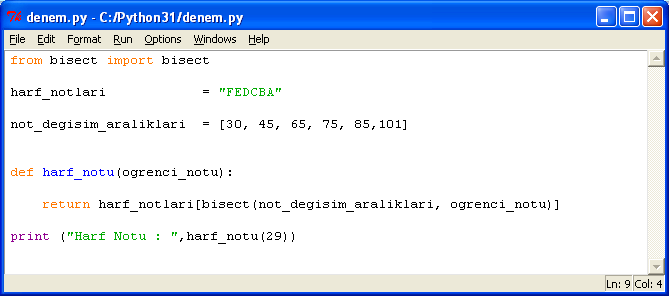 denem.py - C:/Python31/denem.py
File Edit Format Run Options Windows Help
from bisect import bisect
harf_notlari = "FEDCBA"
not_degisim_araliklari = [30, 45, 65, 75, 85,101]
def harf_notu(ogrenci_notu):
return harf_notlari[bisect(not_degisim_araliklari, ogrenci_notu)]
print ("Harf Notu : ",harf_notu(29))
Ln: 9 Col: 4